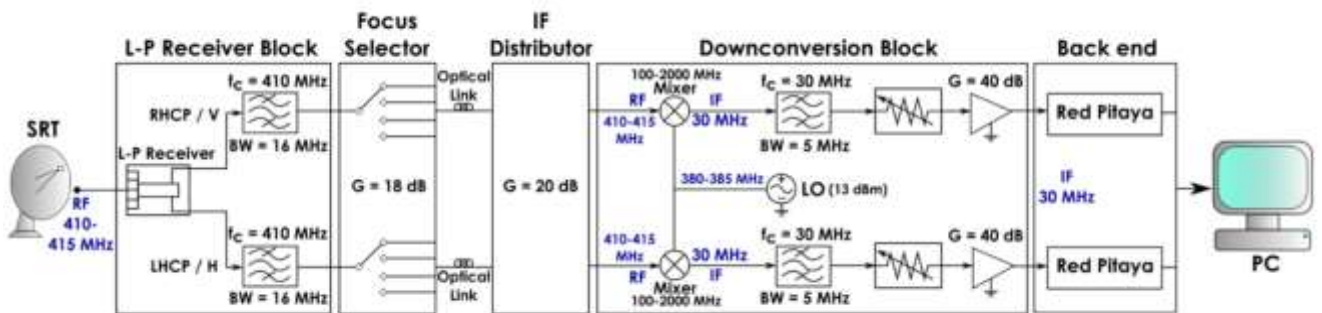 L-P Receiver Block
Focus
Selector
IF
Distributor
Downconversion Block
Back end
SRT
RF
410-
415 MHz
L-P Receiver
RHCP / V
f_C = 410 MHz
BW = 16 MHz
LHCP / H
f_C = 410 MHz
BW = 16 MHz
G = 18 dB
Optical
Link
Optical
Link
G = 20 dB
100-2000 MHz
Mixer
RF
410-415
MHz
IF
30 MHz
f_C = 30 MHz
BW = 5 MHz
G = 40 dB
380-385 MHz
LO (13 dBm)
410-415
MHz
RF
30 MHz
IF
Mixer
100-2000 MHz
f_C = 30 MHz
BW = 5 MHz
G = 40 dB
Red Pitaya
IF
30 MHz
Red Pitaya
PC